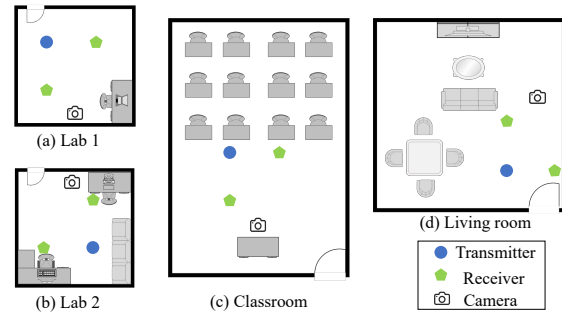 (a) Lab 1
(b) Lab 2
(c) Classroom
(d) Living room
Transmitter
Receiver
Camera